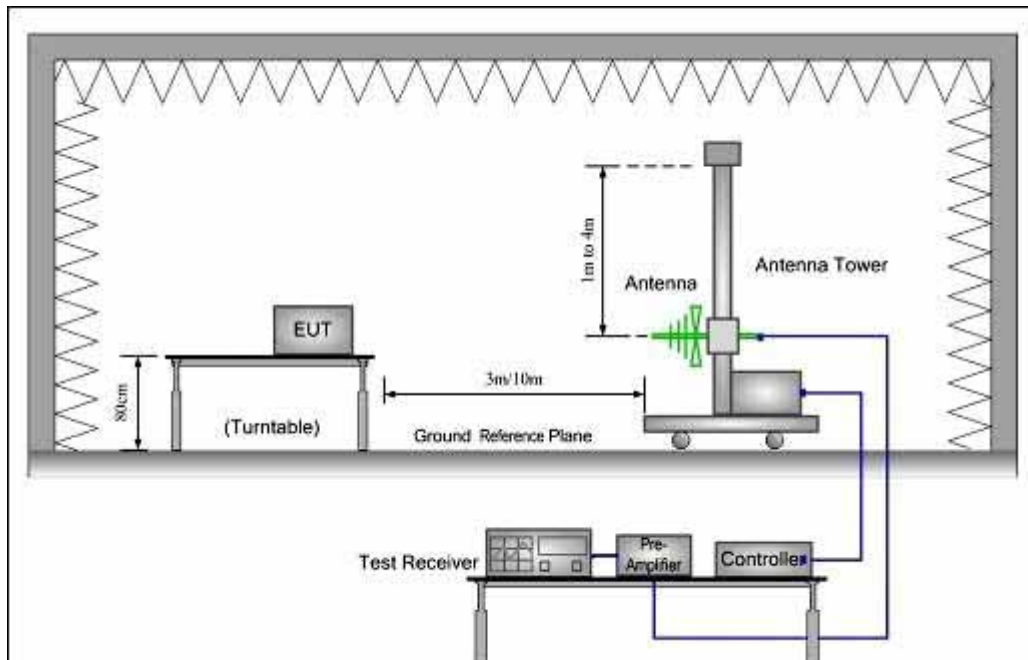 1m to 4m
Antenna Tower
Antenna
EUT
3m/10m
80cm
(Turntable)
Ground Reference Plane
Test Receiver
Pre-
Amplifier
Controller